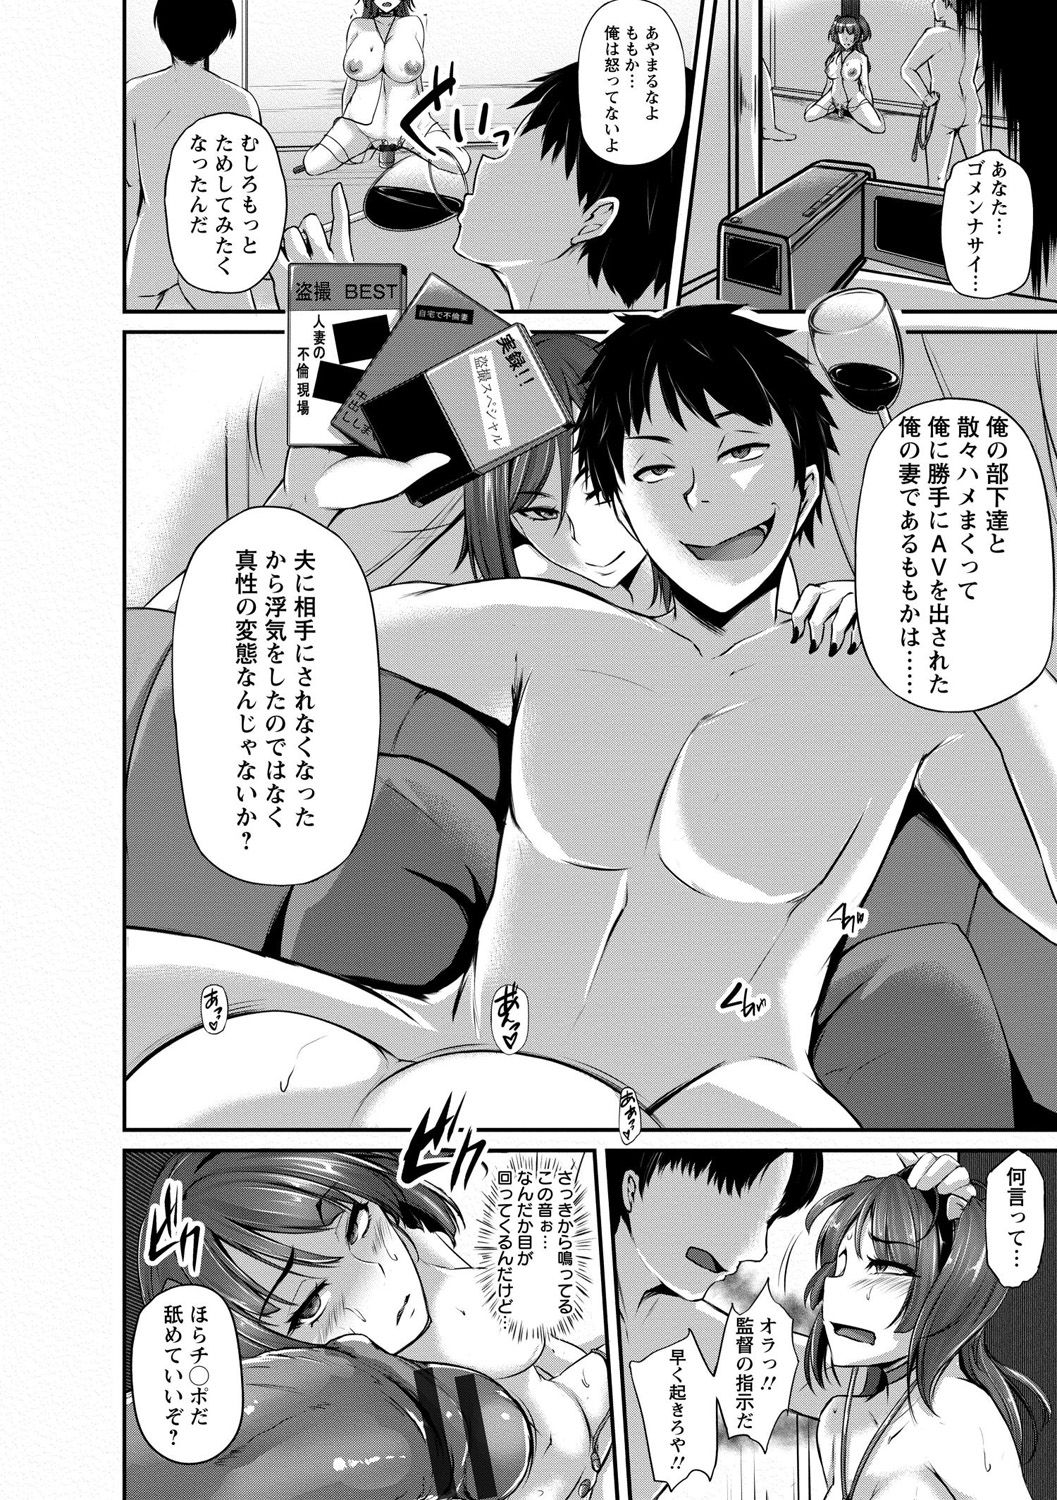 あなた…
ゴメンナサイ…
あやまるなよ
ももか…
俺は怒ってないよ
ぐいっ
むしろもっと
ためしてみたく
なったんだ
盗撮 BEST
人妻の
不倫現場
自宅で不倫妻
実録!!
盗撮スペシャル
俺の部下達と
散々ハメまくって
俺に勝手にAVを出された
俺の妻であるももかは……
夫に相手にされなくなった
から浮気をしたのではなく
真性の変態なんじゃないか?
何言って…
オラっ!!
監督の指示だ
早く起きろや!!
さっきから鳴ってる
この音ぉ…
なんだか目が
回ってくるんだけど…
ほらチ〇ポだ
舐めていいぞ?